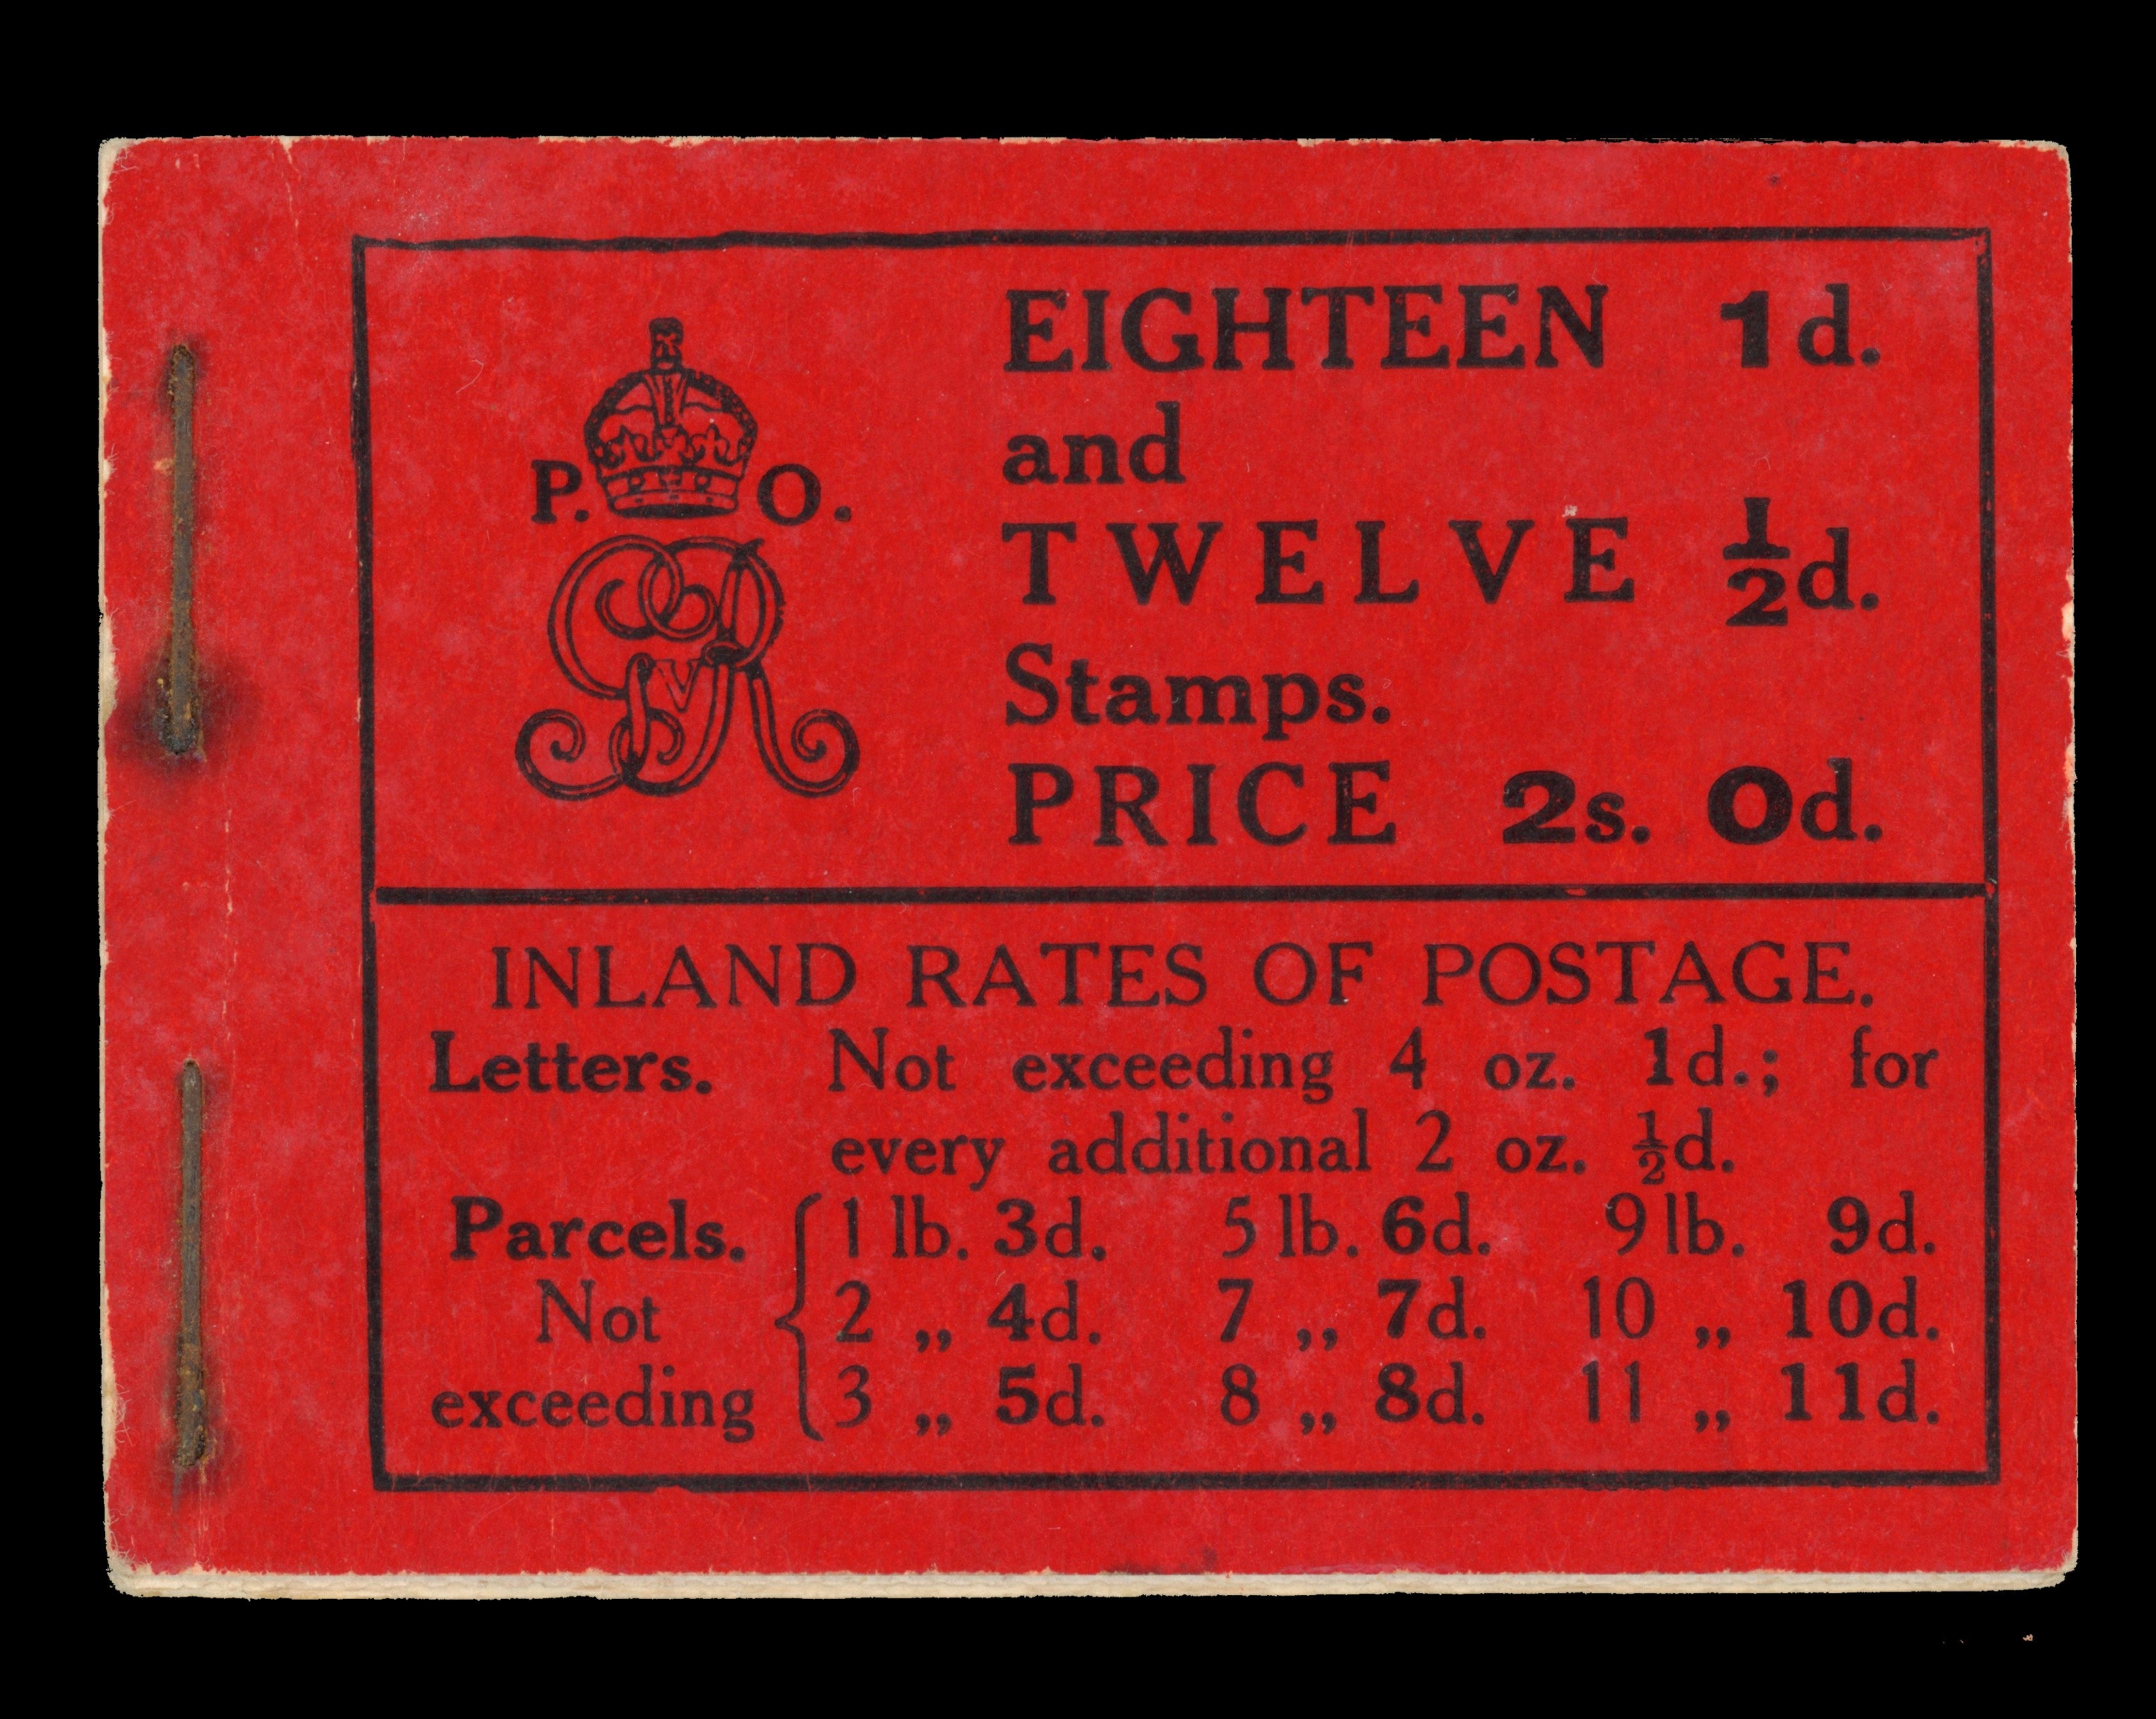 P. O.
GVR
EIGHTEEN 1d.
and
TWELVE ½d.
Stamps.
PRICE 2s. 0d.
INLAND RATES OF POSTAGE.
Letters. Not exceeding 4 oz. 1d.; for
every additional 2 oz. ½d.
Parcels. 1 lb. 3d. 5 lb. 6d. 9 lb. 9d.
Not 2 „ 4d. 7 „ 7d. 10 „ 10d.
exceeding 3 „ 5d. 8 „ 8d. 11 „ 11d.